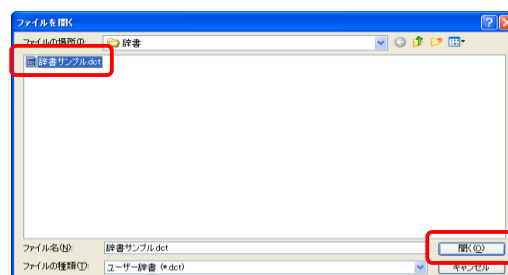 ファイルを開く
ファイルの場所(I):
辞書
辞書サンプル.dct
ファイル名(N):
辞書サンプル.dct
開く(O)
ファイルの種類(T):
ユーザー辞書 (*.dct)
キャンセル